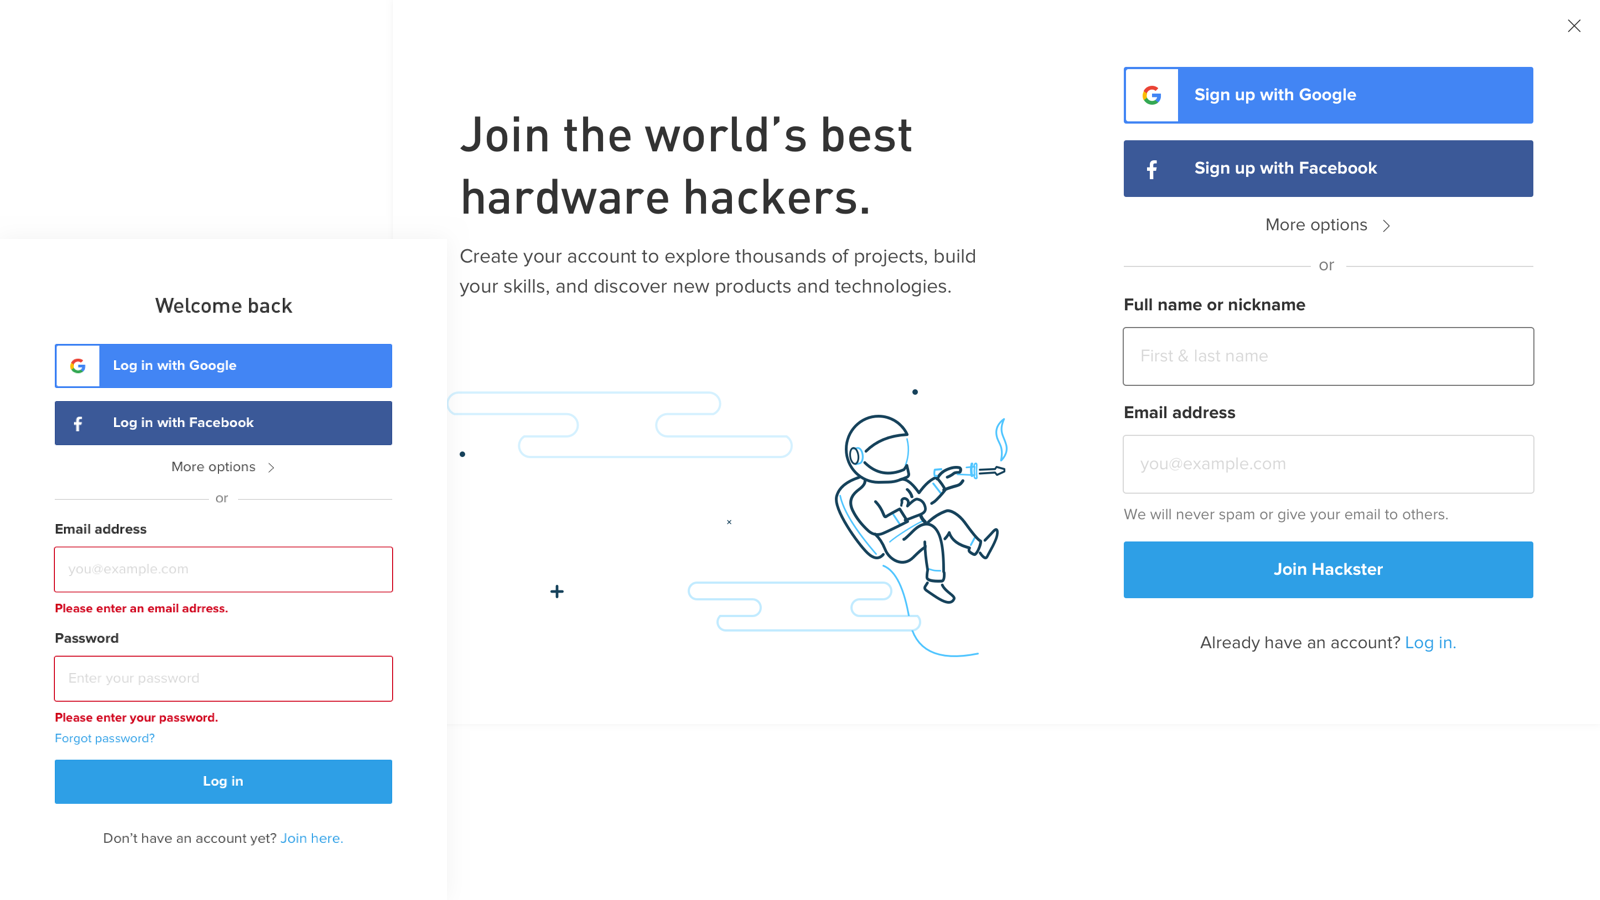 Join the world’s best
hardware hackers.
Create your account to explore thousands of projects, build
your skills, and discover new products and technologies.
Sign up with Google
Sign up with Facebook
More options
or
Full name or nickname
First & last name
Email address
you@example.com
We will never spam or give your email to others.
Join Hackster
Already have an account? Log in.
Welcome back
Log in with Google
Log in with Facebook
More options
or
Email address
you@example.com
Please enter an email adrress.
Password
Enter your password
Please enter your password.
Forgot password?
Log in
Don’t have an account yet? Join here.